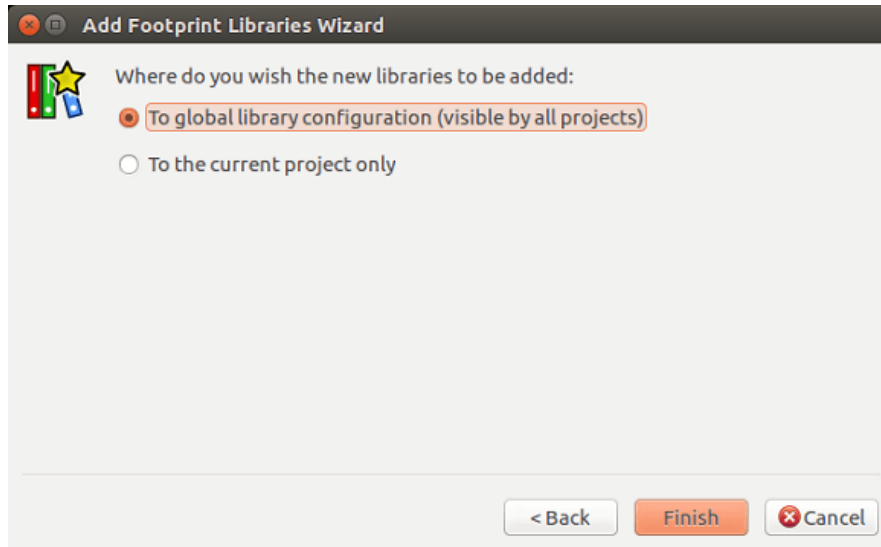 Add Footprint Libraries Wizard
Where do you wish the new libraries to be added:
To global library configuration (visible by all projects)
To the current project only
< Back Finish Cancel